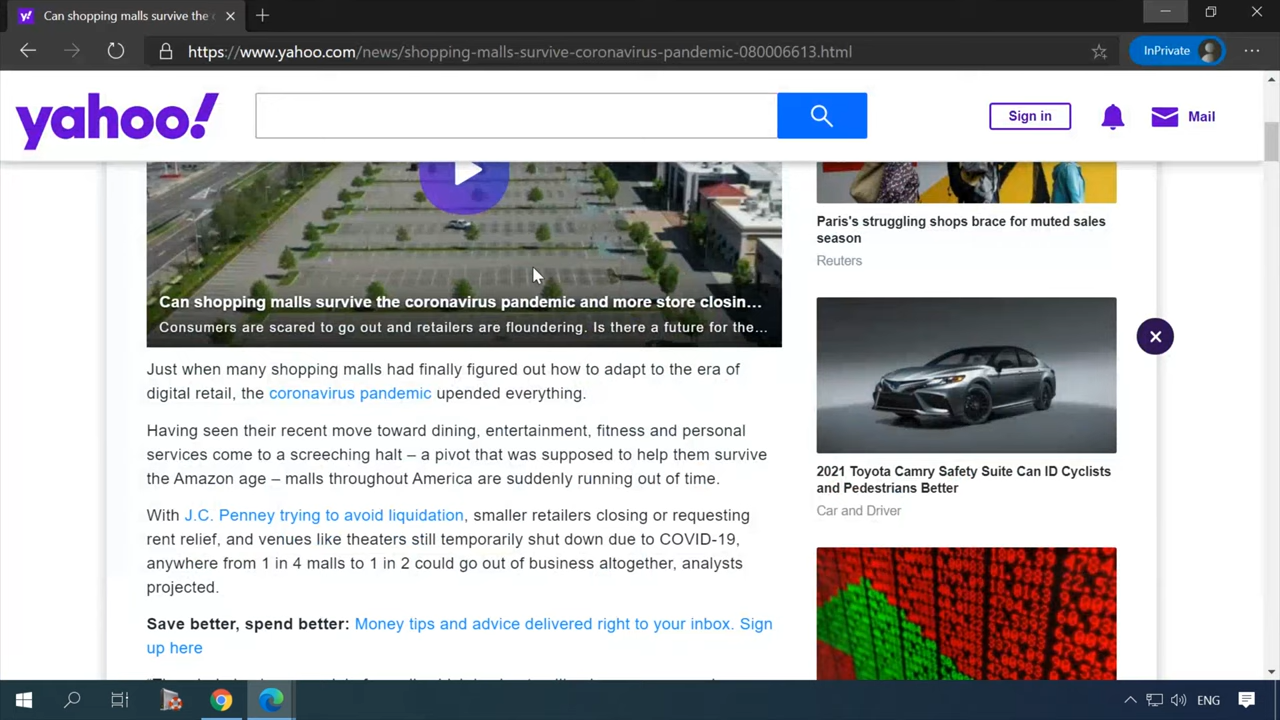 Can shopping malls survive the
https://www.yahoo.com/news/shopping-malls-survive-coronavirus-pandemic-080006613.html
InPrivate
yahoo!
Sign in
Mail
Can shopping malls survive the coronavirus pandemic and more store closin...
Consumers are scared to go out and retailers are floundering. Is there a future for the...
Just when many shopping malls had finally figured out how to adapt to the era of
digital retail, the coronavirus pandemic upended everything.
Having seen their recent move toward dining, entertainment, fitness and personal
services come to a screeching halt – a pivot that was supposed to help them survive
the Amazon age – malls throughout America are suddenly running out of time.
With J.C. Penney trying to avoid liquidation, smaller retailers closing or requesting
rent relief, and venues like theaters still temporarily shut down due to COVID-19,
anywhere from 1 in 4 malls to 1 in 2 could go out of business altogether, analysts
projected.
Save better, spend better: Money tips and advice delivered right to your inbox. Sign
up here
Paris's struggling shops brace for muted sales
season
Reuters
2021 Toyota Camry Safety Suite Can ID Cyclists
and Pedestrians Better
Car and Driver
ENG